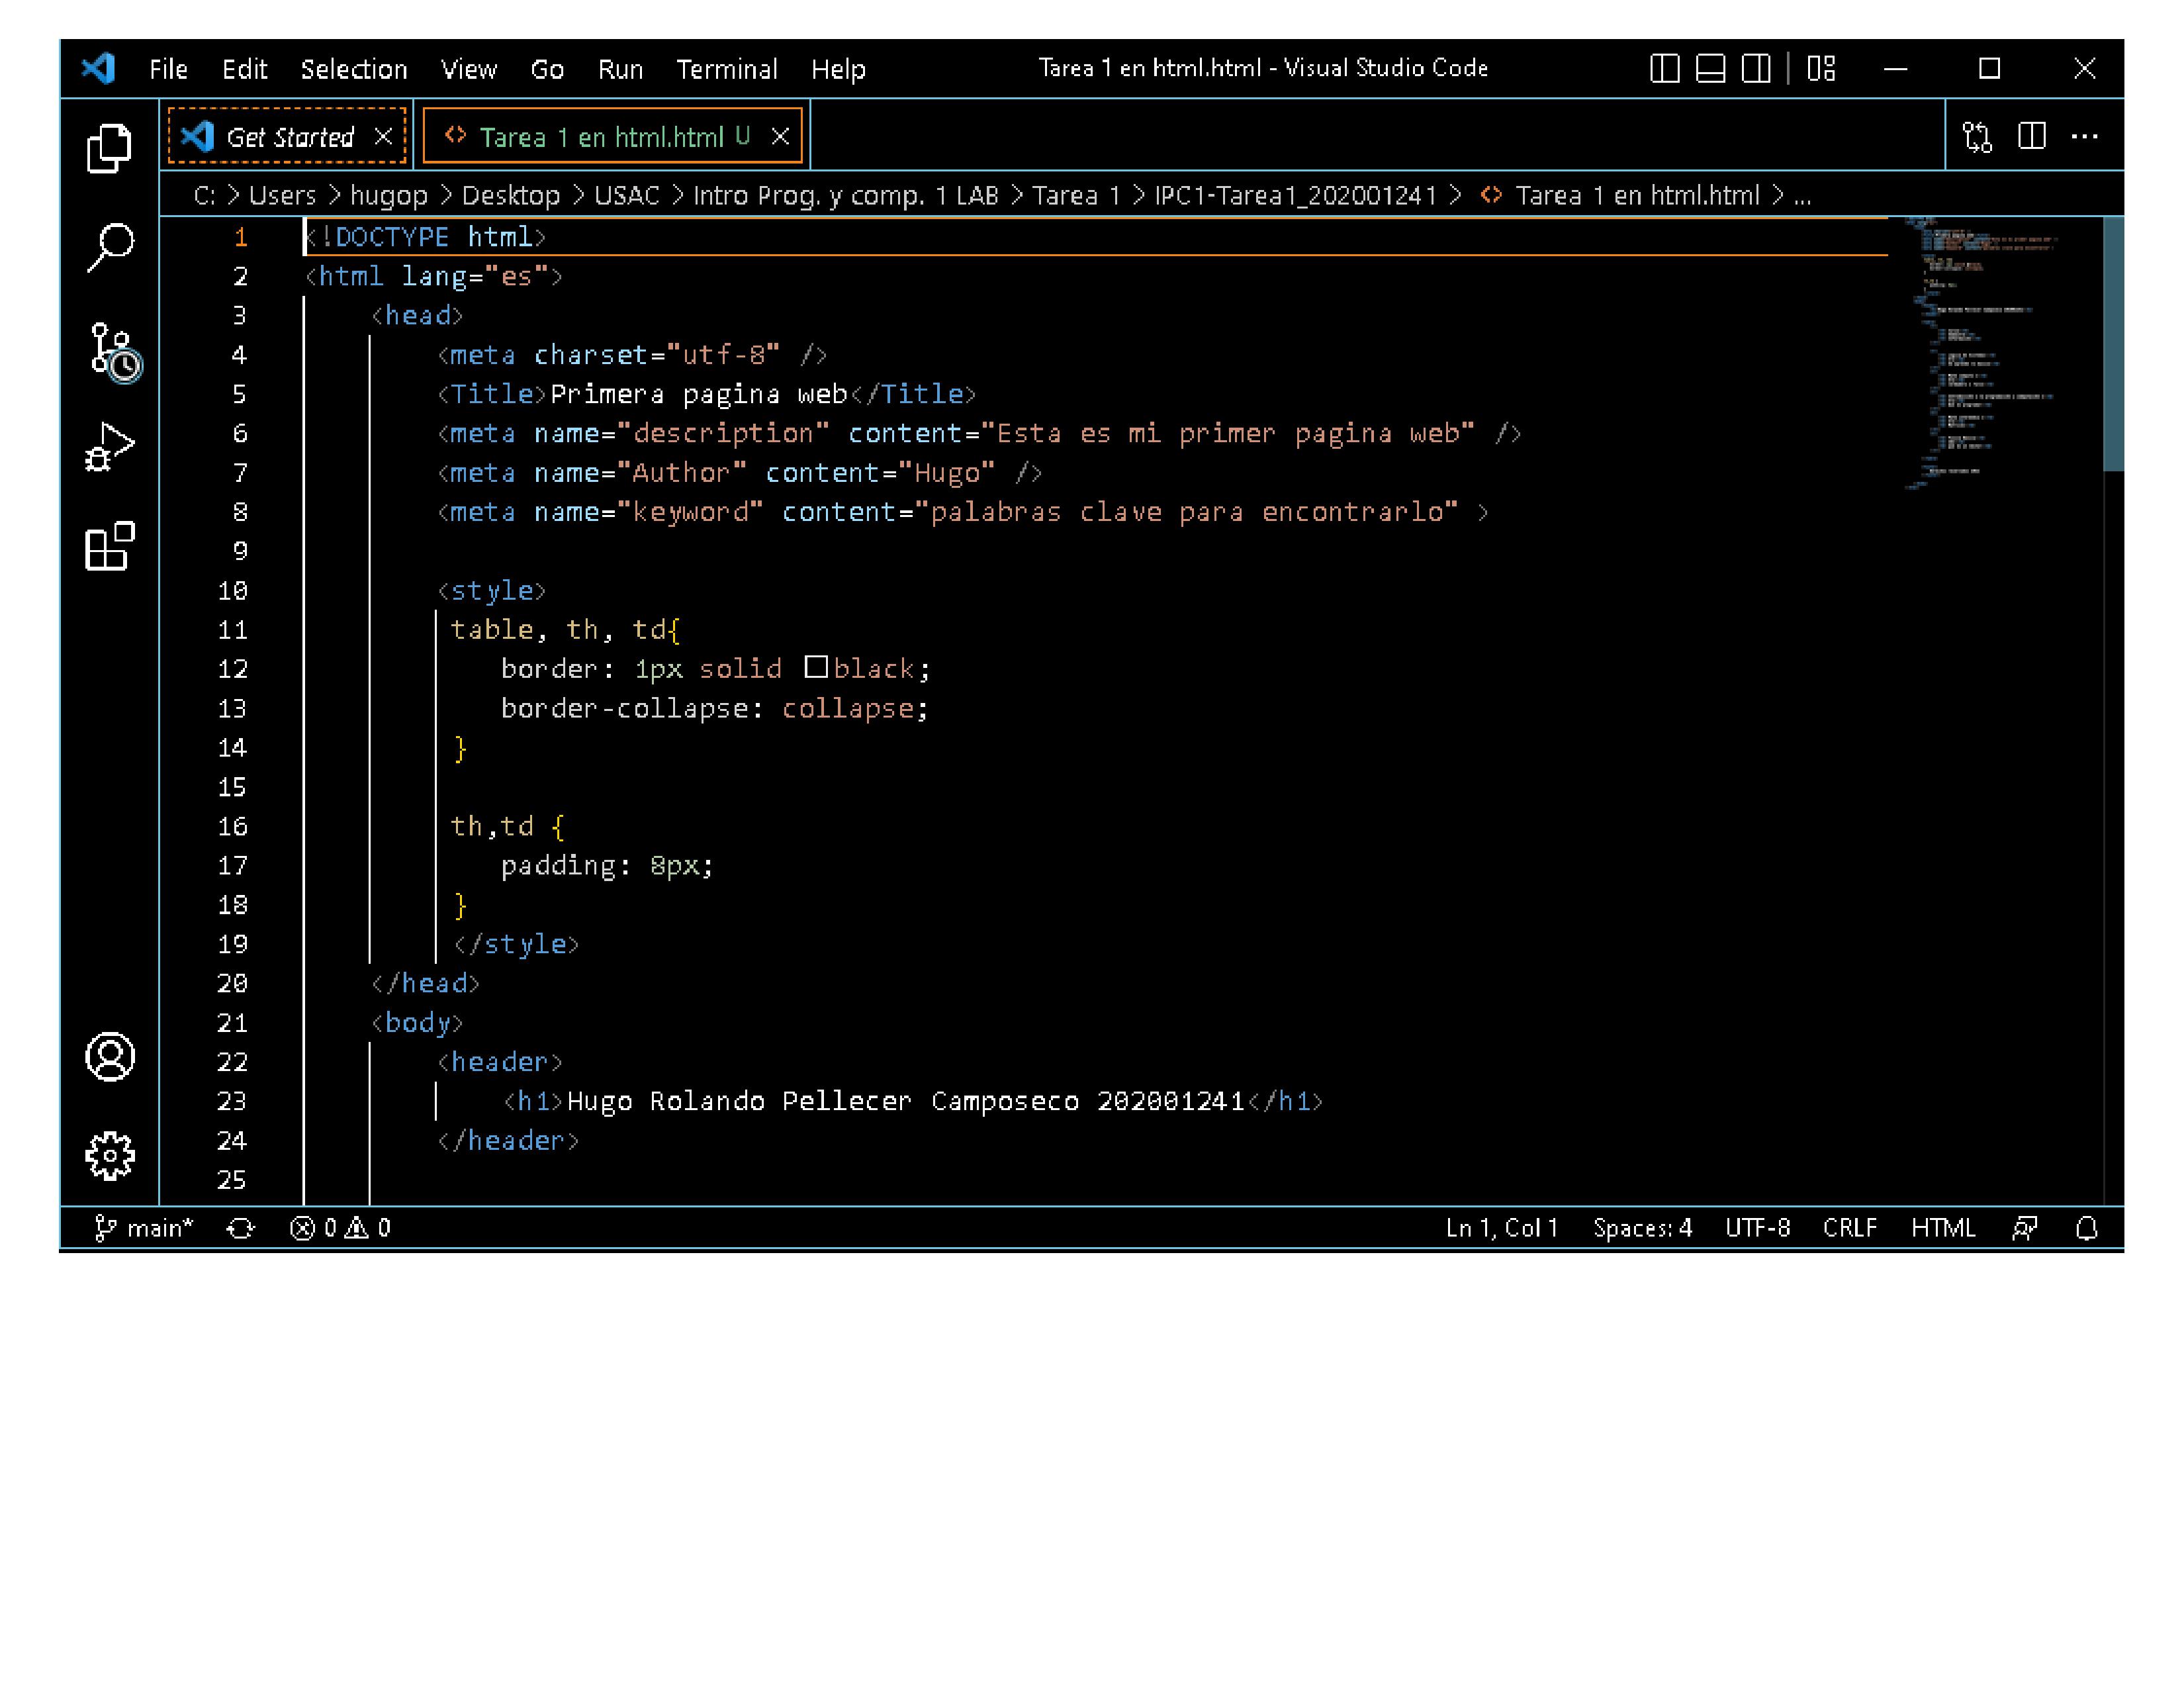 File Edit Selection View Go Run Terminal Help Tarea 1 en html.html - Visual Studio Code
Get Started Tarea 1 en html.html U
C: > Users > hugop > Desktop > USAC > Intro Prog. y comp. 1 LAB > Tarea 1 > IPC1-Tarea1_202001241 > <> Tarea 1 en html.html > ...
1 <!DOCTYPE html>
2 <html lang="es">
3 <head>
4 <meta charset="utf-8" />
5 <Title>Primera pagina web</Title>
6 <meta name="description" content="Esta es mi primer pagina web" />
7 <meta name="Author" content="Hugo" />
8 <meta name="keyword" content="palabras clave para encontrarlo" >
9
10 <style>
11 table, th, td{
12 border: 1px solid black;
13 border-collapse: collapse;
14 }
15
16 th,td {
17 padding: 8px;
18 }
19 </style>
20 </head>
21 <body>
22 <header>
23 <h1>Hugo Rolando Pellecer Camposeco 202001241</h1>
24 </header>
25
main* 0 0 Ln 1, Col 1 Spaces: 4 UTF-8 CRLF HTML